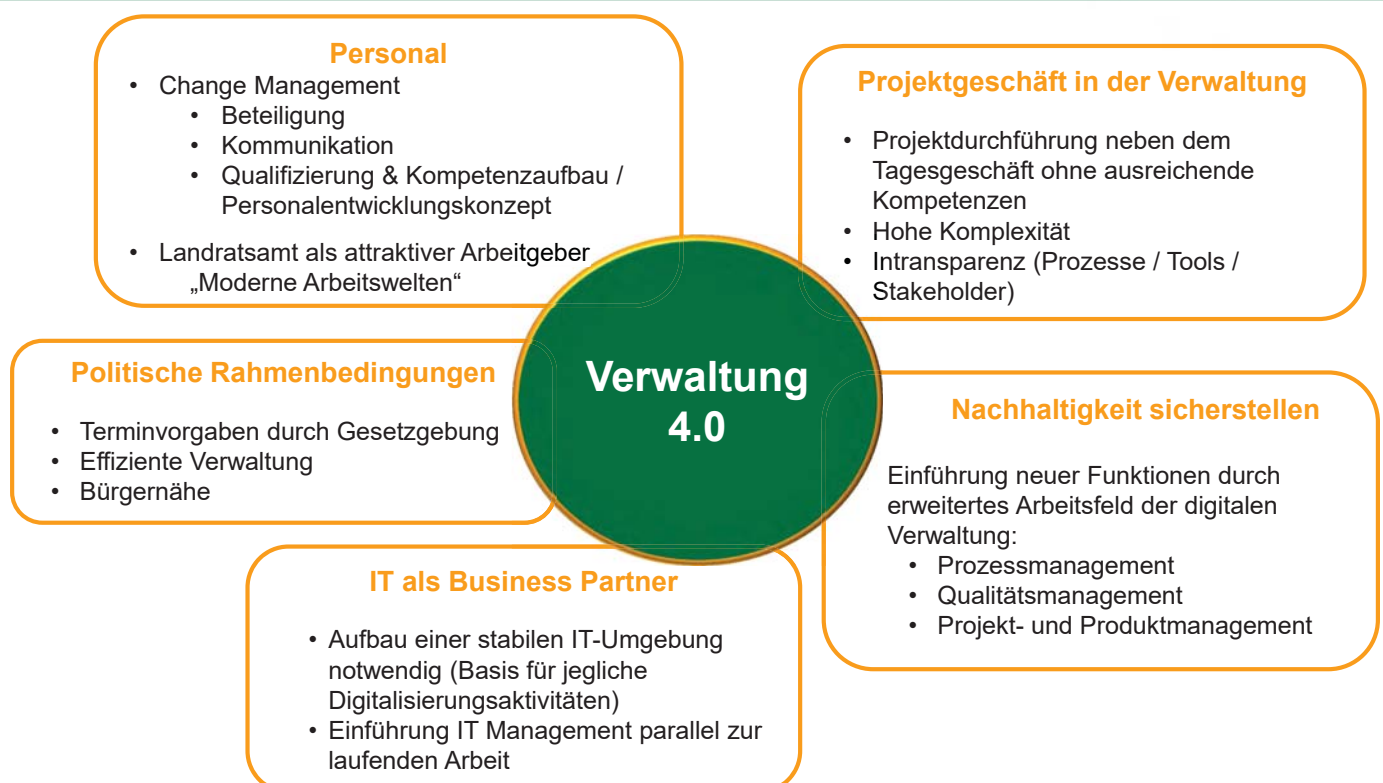 Personal
• Change Management
• Beteiligung
• Kommunikation
• Qualifizierung & Kompetenzaufbau /
Personalentwicklungskonzept
• Landratsamt als attraktiver Arbeitgeber
„Moderne Arbeitswelten“
Projektgeschäft in der Verwaltung
• Projektdurchführung neben dem
Tagesgeschäft ohne ausreichende
Kompetenzen
• Hohe Komplexität
• Intransparenz (Prozesse / Tools /
Stakeholder)
Politische Rahmenbedingungen
• Terminvorgaben durch Gesetzgebung
• Effiziente Verwaltung
• Bürgernähe
Verwaltung
4.0
Nachhaltigkeit sicherstellen
Einführung neuer Funktionen durch
erweitertes Arbeitsfeld der digitalen
Verwaltung:
• Prozessmanagement
• Qualitätsmanagement
• Projekt- und Produktmanagement
IT als Business Partner
• Aufbau einer stabilen IT-Umgebung
notwendig (Basis für jegliche
Digitalisierungsaktivitäten)
• Einführung IT Management parallel zur
laufenden Arbeit